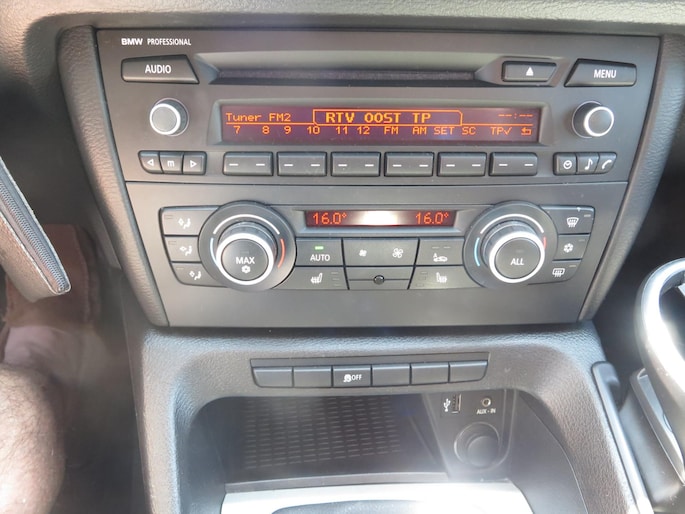 BMW PROFESSIONAL
AUDIO
MENU
Tuner FM2 RTV OOST TP --:--
7 8 9 10 11 12 FM AM SET SC TP✓
16.0° 16.0°
MAX AUTO ALL
OFF
AUX-IN